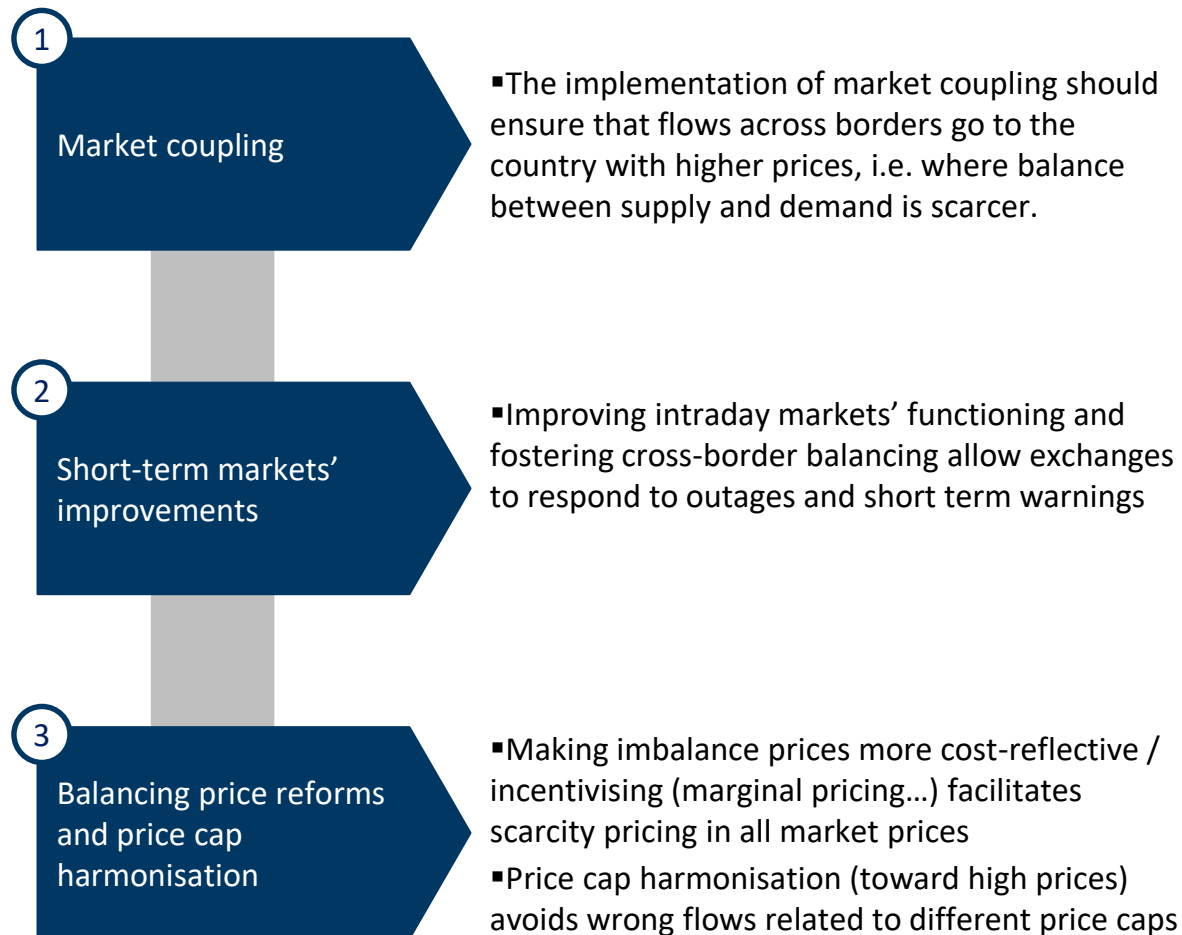 1
Market coupling
▪The implementation of market coupling should
ensure that flows across borders go to the
country with higher prices, i.e. where balance
between supply and demand is scarcer.
2
Short-term markets’
improvements
▪Improving intraday markets’ functioning and
fostering cross-border balancing allow exchanges
to respond to outages and short term warnings
3
Balancing price reforms
and price cap
harmonisation
▪Making imbalance prices more cost-reflective /
incentivising (marginal pricing…) facilitates
scarcity pricing in all market prices
▪Price cap harmonisation (toward high prices)
avoids wrong flows related to different price caps